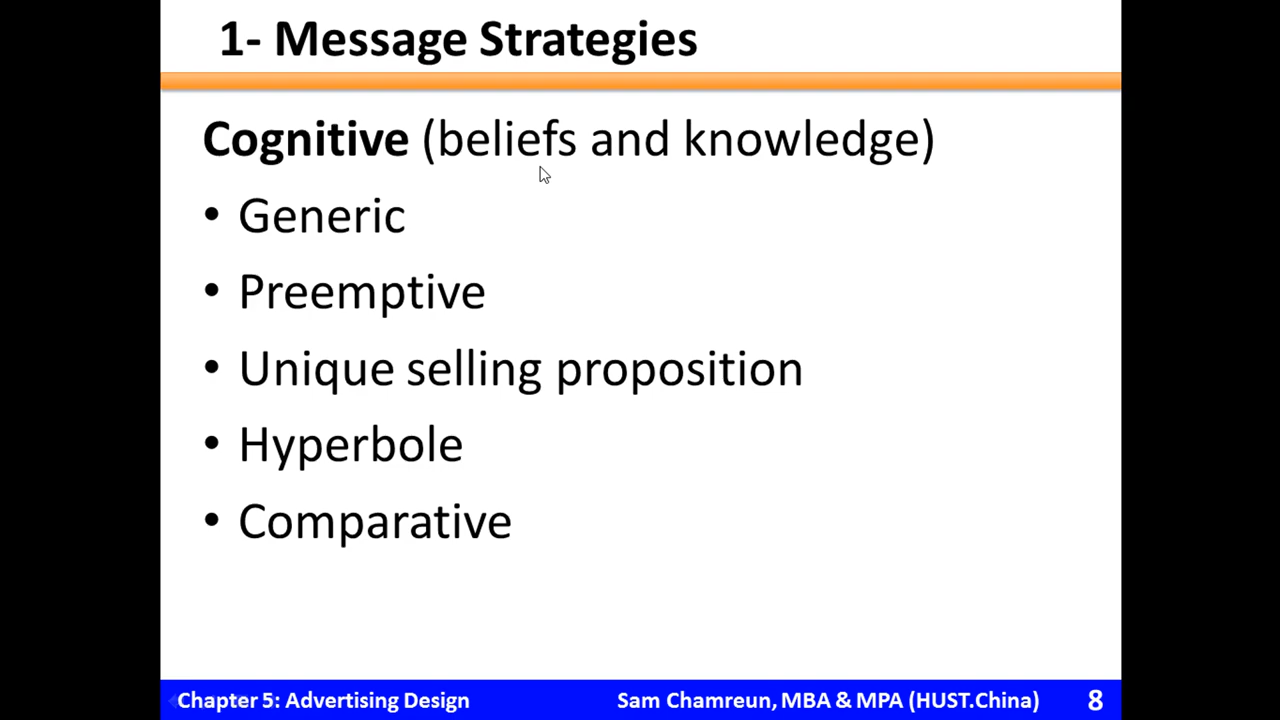 1- Message Strategies
Cognitive (beliefs and knowledge)
• Generic
• Preemptive
• Unique selling proposition
• Hyperbole
• Comparative
Chapter 5: Advertising Design Sam Chamreun, MBA & MPA (HUST.China) 8